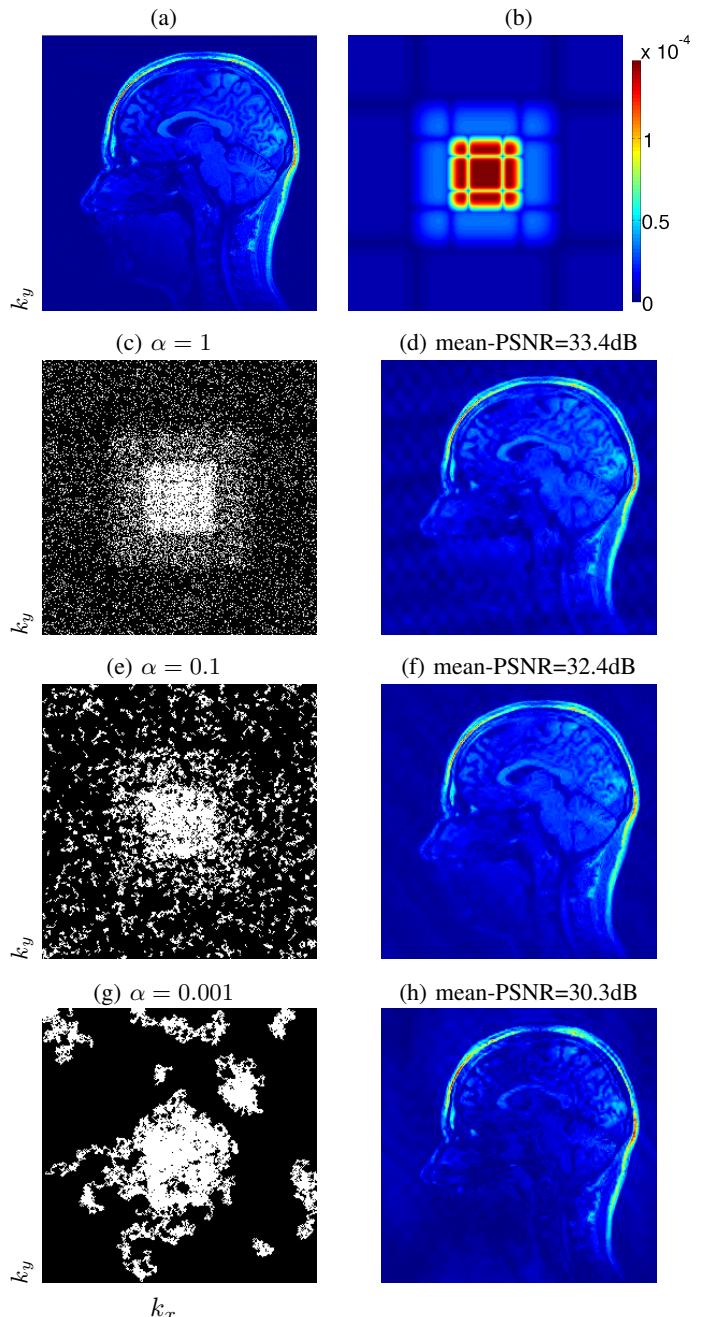 (a)
(b)
x 10⁻⁴
1
0.5
0
k_y
(c) α = 1
(d) mean-PSNR=33.4dB
k_y
(e) α = 0.1
(f) mean-PSNR=32.4dB
k_y
(g) α = 0.001
(h) mean-PSNR=30.3dB
k_y
k_x